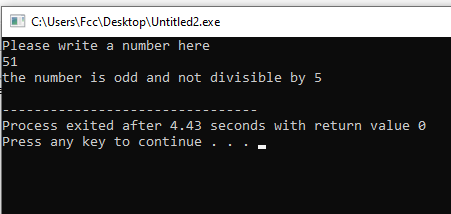 C:\Users\Fcc\Desktop\Untitled2.exe
Please write a number here
51
the number is odd and not divisible by 5
--------------------------------
Process exited after 4.43 seconds with return value 0
Press any key to continue . . .